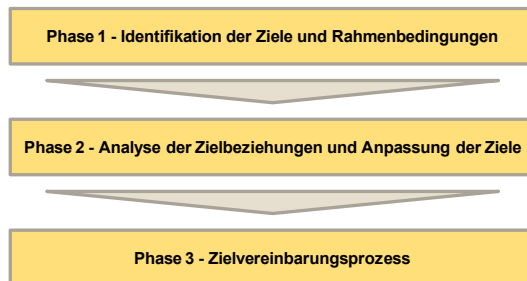 Phase 1 - Identifikation der Ziele und Rahmenbedingungen
Phase 2 - Analyse der Zielbeziehungen und Anpassung der Ziele
Phase 3 - Zielvereinbarungsprozess